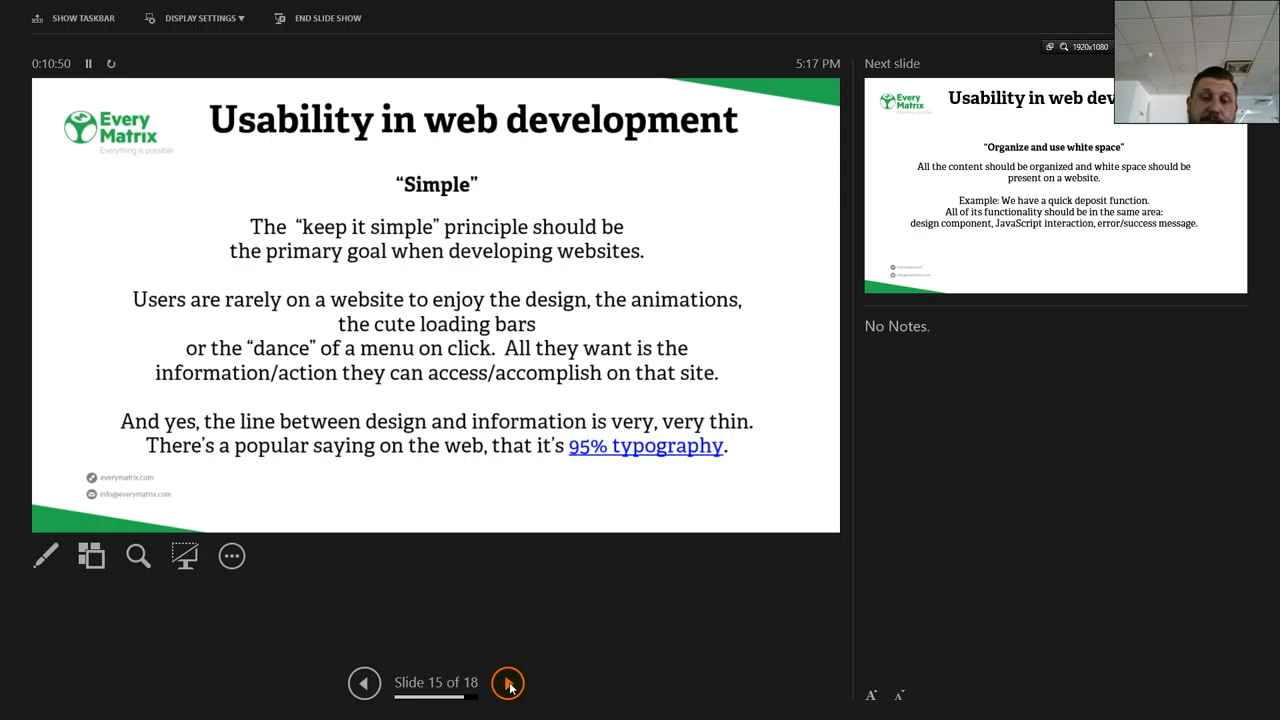 SHOW TASKBAR
DISPLAY SETTINGS ▼
END SLIDE SHOW
1920x1080
0:10:50
5:17 PM
Every
Matrix
Everything is possible
Usability in web development
“Simple”
The “keep it simple” principle should be
the primary goal when developing websites.
Users are rarely on a website to enjoy the design, the animations,
the cute loading bars
or the “dance” of a menu on click. All they want is the
information/action they can access/accomplish on that site.
And yes, the line between design and information is very, very thin.
There’s a popular saying on the web, that it’s 95% typography.
everymatrix.com
info@everymatrix.com
Slide 15 of 18
Next slide
Every
Matrix
Usability in web dev
“Organize and use white space”
All the content should be organized and white space should be
present on a website.
Example: We have a quick deposit function.
All of its functionality should be in the same area:
design component, JavaScript interaction, error/success message.
everymatrix.com
info@everymatrix.com
No Notes.
A A